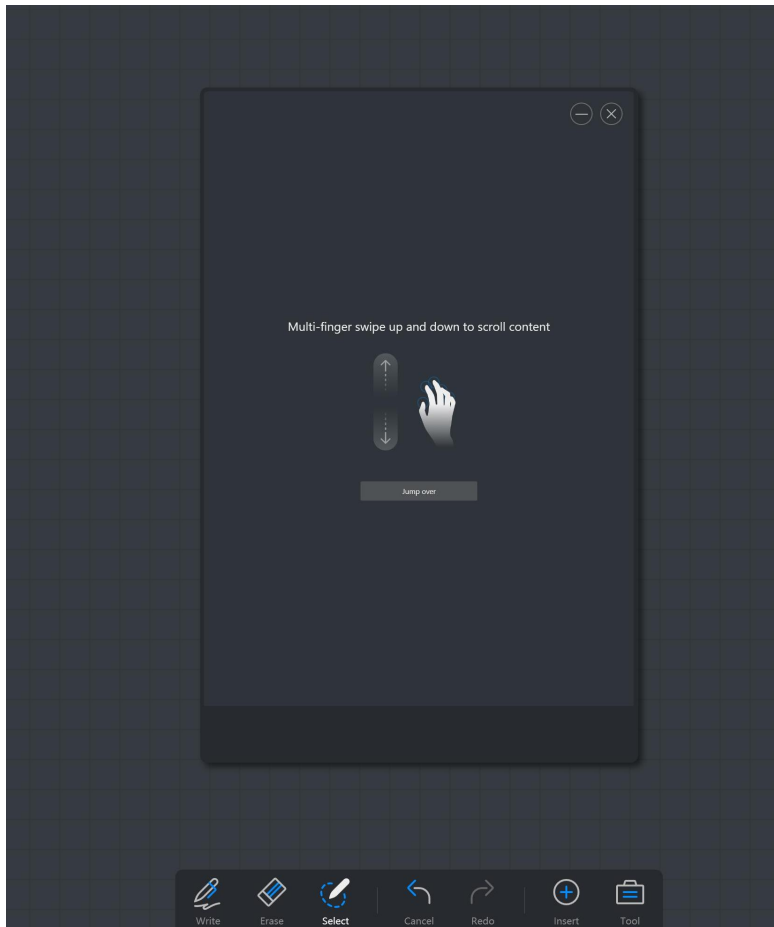 Multi-finger swipe up and down to scroll content
Jump over
Write Erase Select Cancel Redo Insert Tool